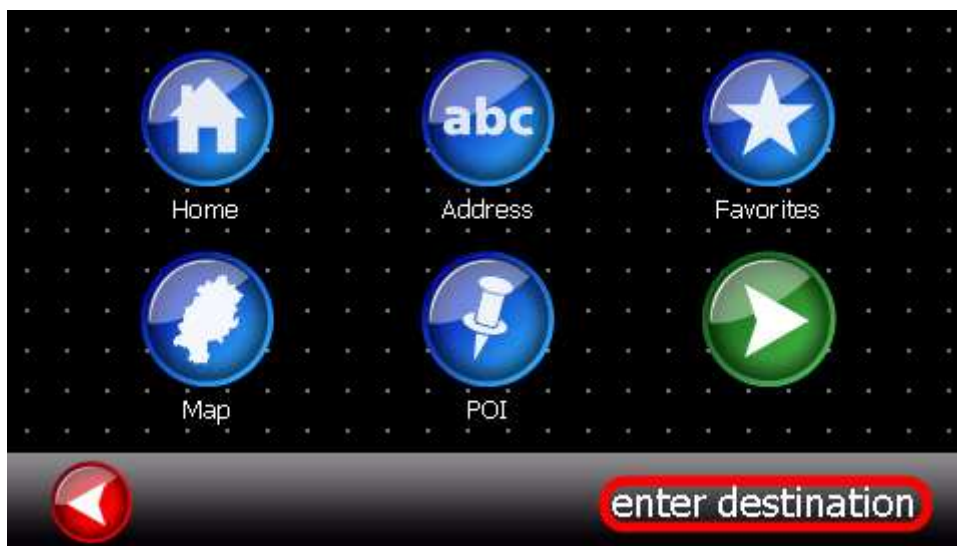 abc
Home
Address
Favorites
Map
POI
enter destination